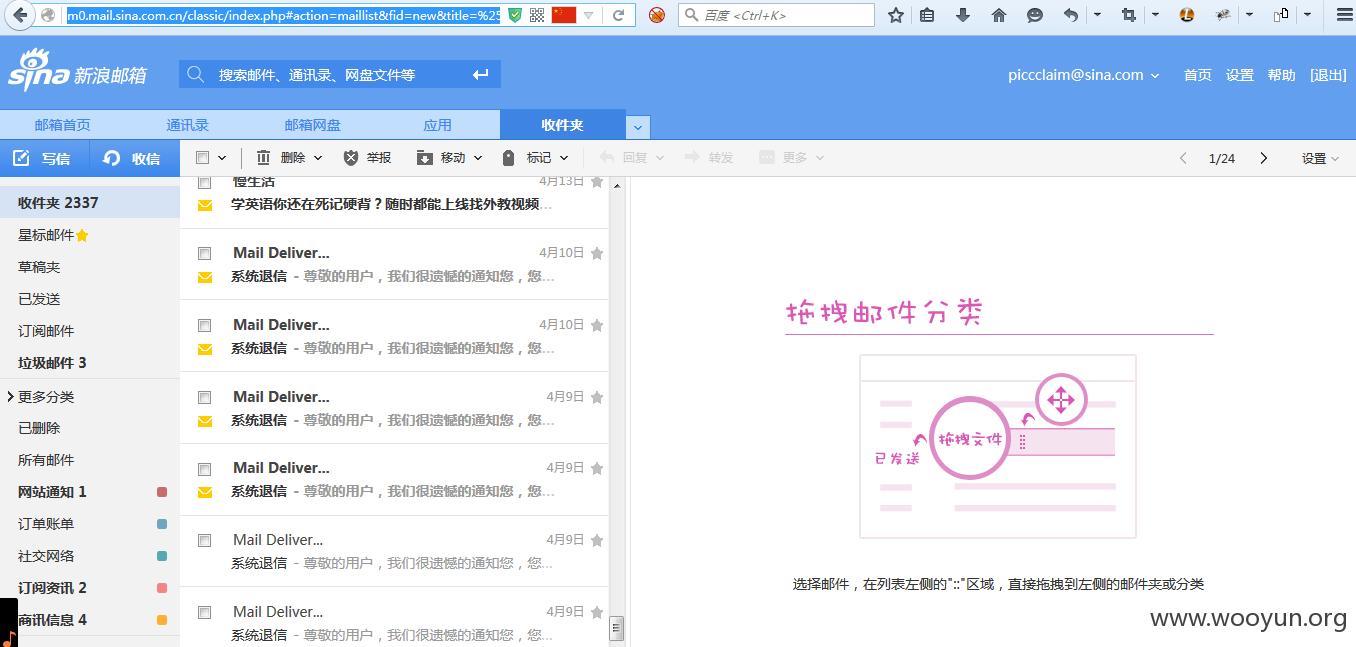 m0.mail.sina.com.cn/classic/index.php#action=maillist&fid=new&title=%25
百度 <Ctrl+K>
sina 新浪邮箱
搜索邮件、通讯录、网盘文件等
piccclaim@sina.com 首页 设置 帮助 [退出]
邮箱首页 通讯录 邮箱网盘 应用 收件夹
写信 收信 删除 举报 移动 标记 回复 转发 更多 1/24 设置
收件夹 2337
星标邮件
草稿夹
已发送
订阅邮件
垃圾邮件 3
更多分类
已删除
所有邮件
网站通知 1
订单账单
社交网络
订阅资讯 2
商讯信息 4
慢生活 4月13日
学英语你还在死记硬背？随时都能上线找外教视频...
Mail Deliver... 4月10日
系统退信 - 尊敬的用户，我们很遗憾的通知您，您...
Mail Deliver... 4月10日
系统退信 - 尊敬的用户，我们很遗憾的通知您，您...
Mail Deliver... 4月9日
系统退信 - 尊敬的用户，我们很遗憾的通知您，您...
Mail Deliver... 4月9日
系统退信 - 尊敬的用户，我们很遗憾的通知您，您...
Mail Deliver... 4月9日
系统退信 - 尊敬的用户，我们很遗憾的通知您，您...
Mail Deliver... 4月9日
系统退信 - 尊敬的用户，我们很遗憾的通知您，您...
拖拽邮件分类
拖拽文件
已发送
选择邮件，在列表左侧的"::"区域，直接拖拽到左侧的邮件夹或分类
www.wooyun.org